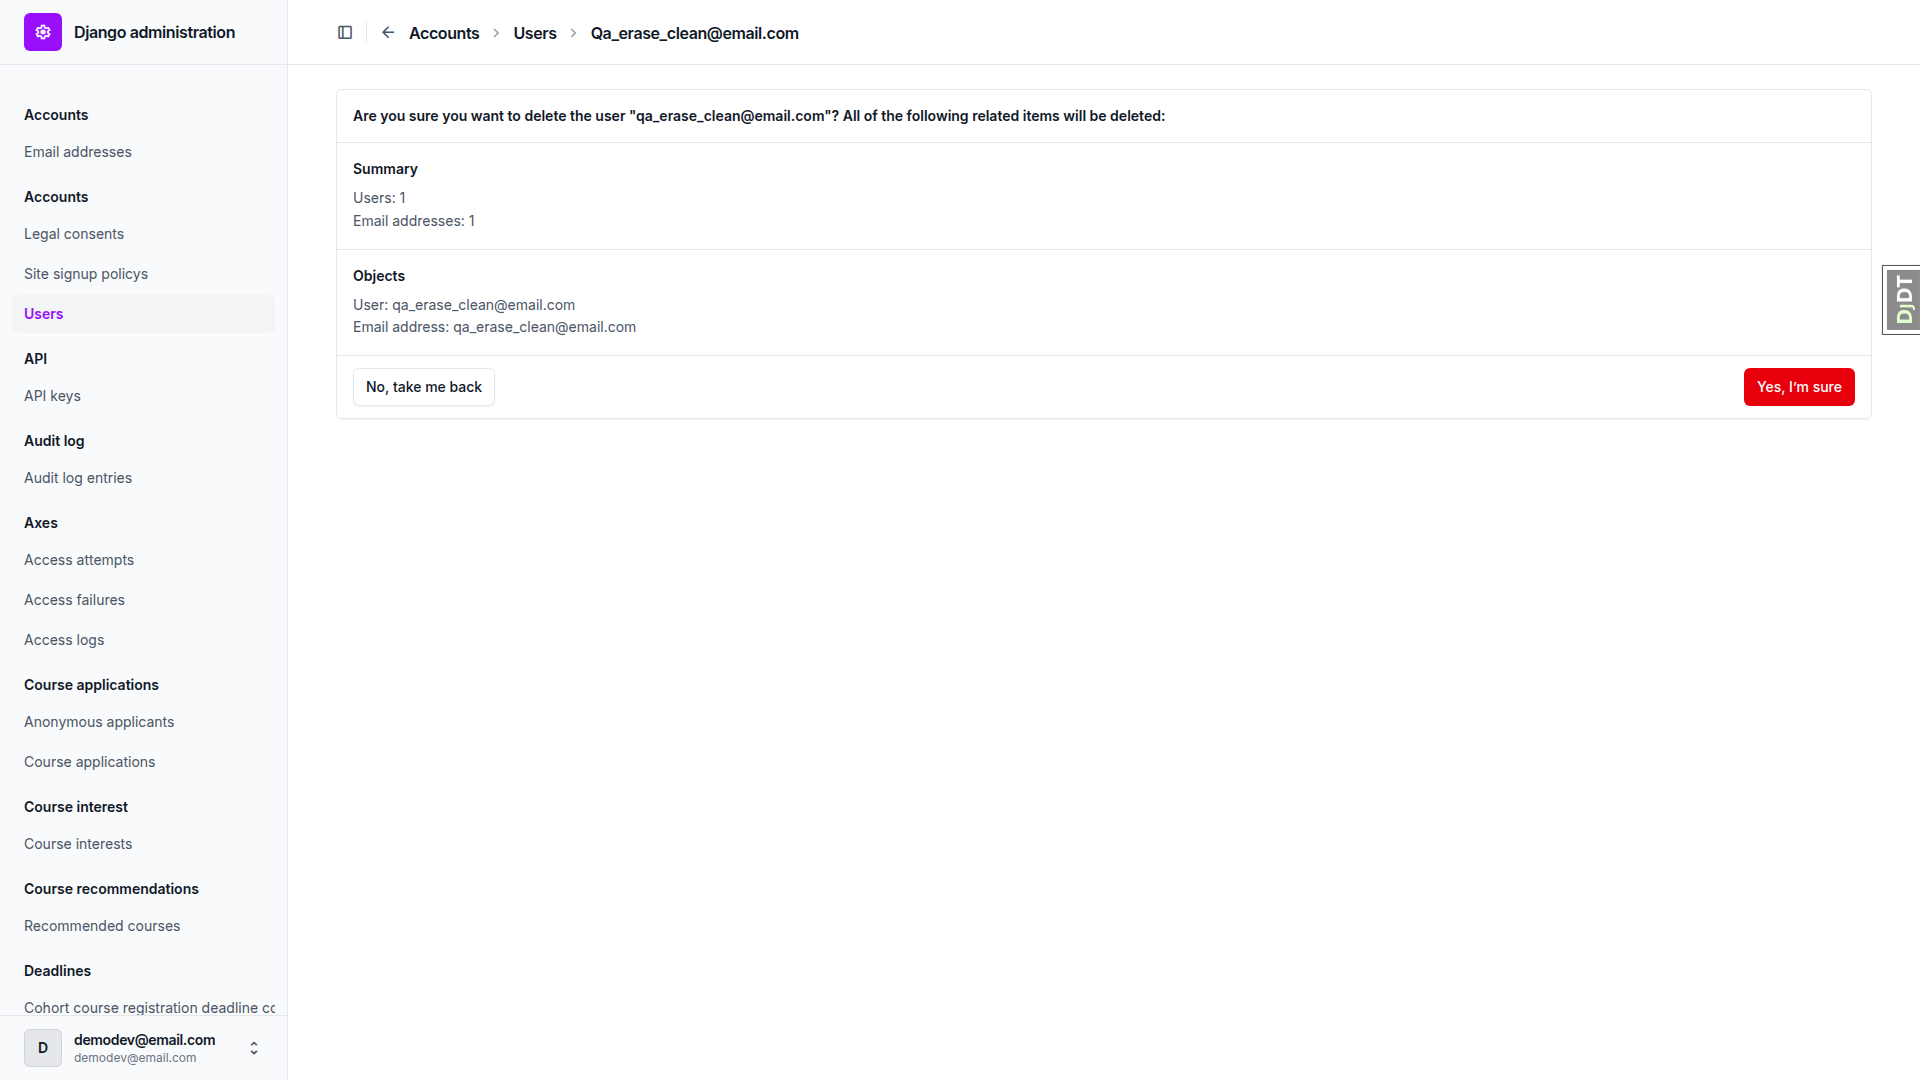 Django administration
Accounts
Users
Qa_erase_clean@email.com
Accounts
Email addresses
Accounts
Legal consents
Site signup policys
Users
API
API keys
Audit log
Audit log entries
Axes
Access attempts
Access failures
Access logs
Course applications
Anonymous applicants
Course applications
Course interest
Course interests
Course recommendations
Recommended courses
Deadlines
Cohort course registration deadline cc
D
demodev@email.com
demodev@email.com
Are you sure you want to delete the user "qa_erase_clean@email.com"? All of the following related items will be deleted:
Summary
Users: 1
Email addresses: 1
Objects
User: qa_erase_clean@email.com
Email address: qa_erase_clean@email.com
No, take me back
Yes, I’m sure
DjDT